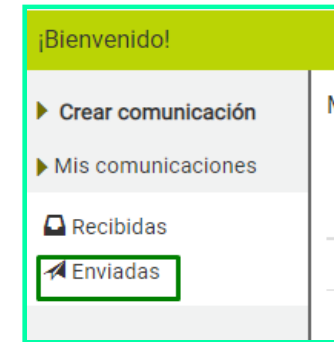 ¡Bienvenido!
Crear comunicación
Mis comunicaciones
Recibidas
Enviadas